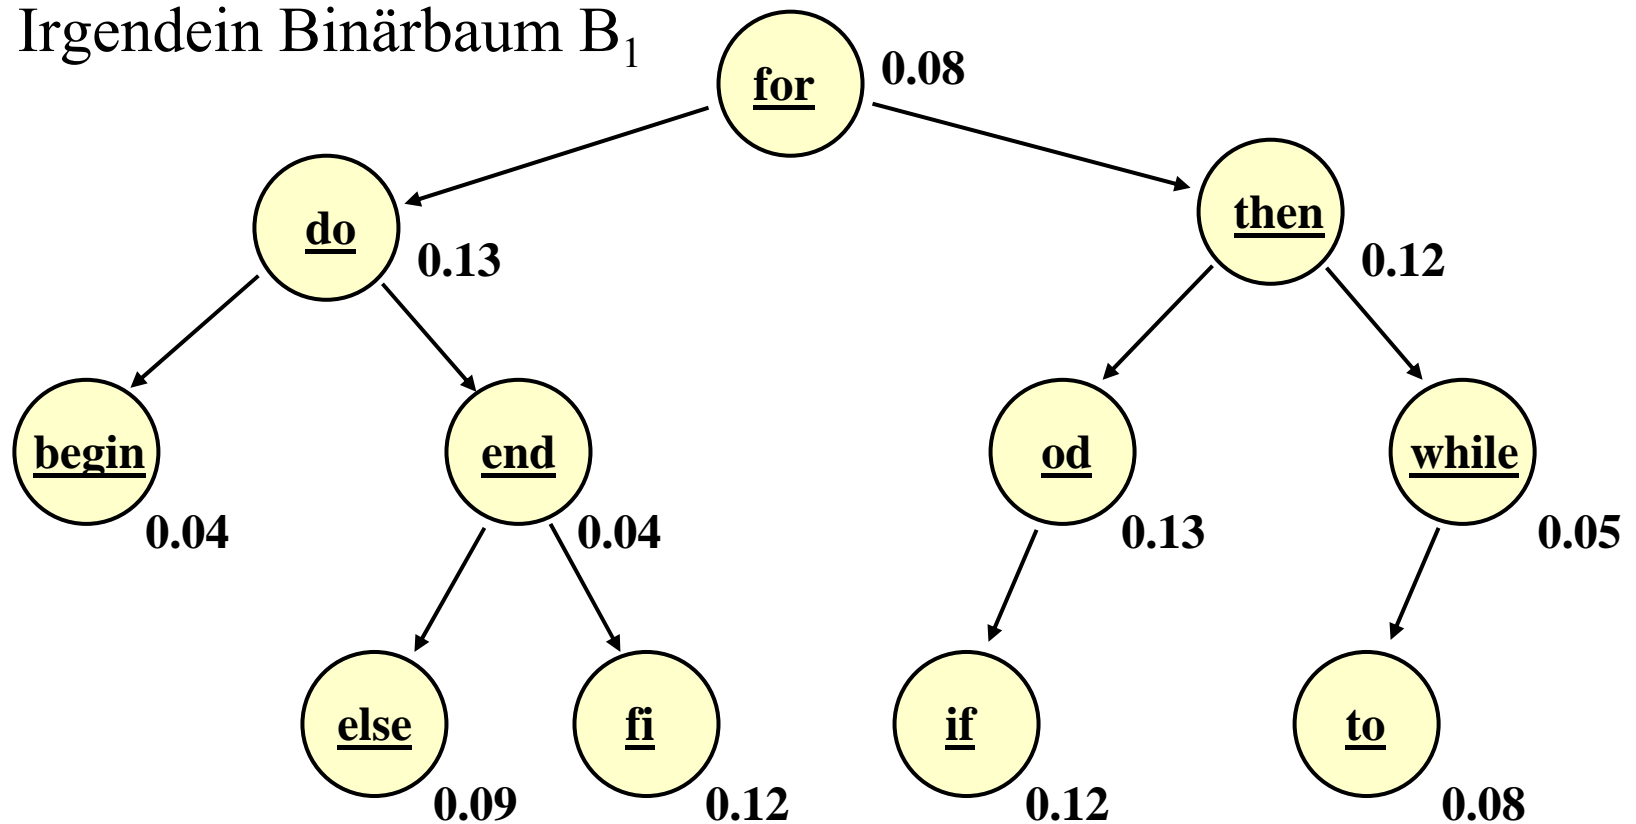 Irgendein Binärbaum B1
for 0.08
do 0.13
then 0.12
begin 0.04
end 0.04
od 0.13
while 0.05
else 0.09
fi 0.12
if 0.12
to 0.08